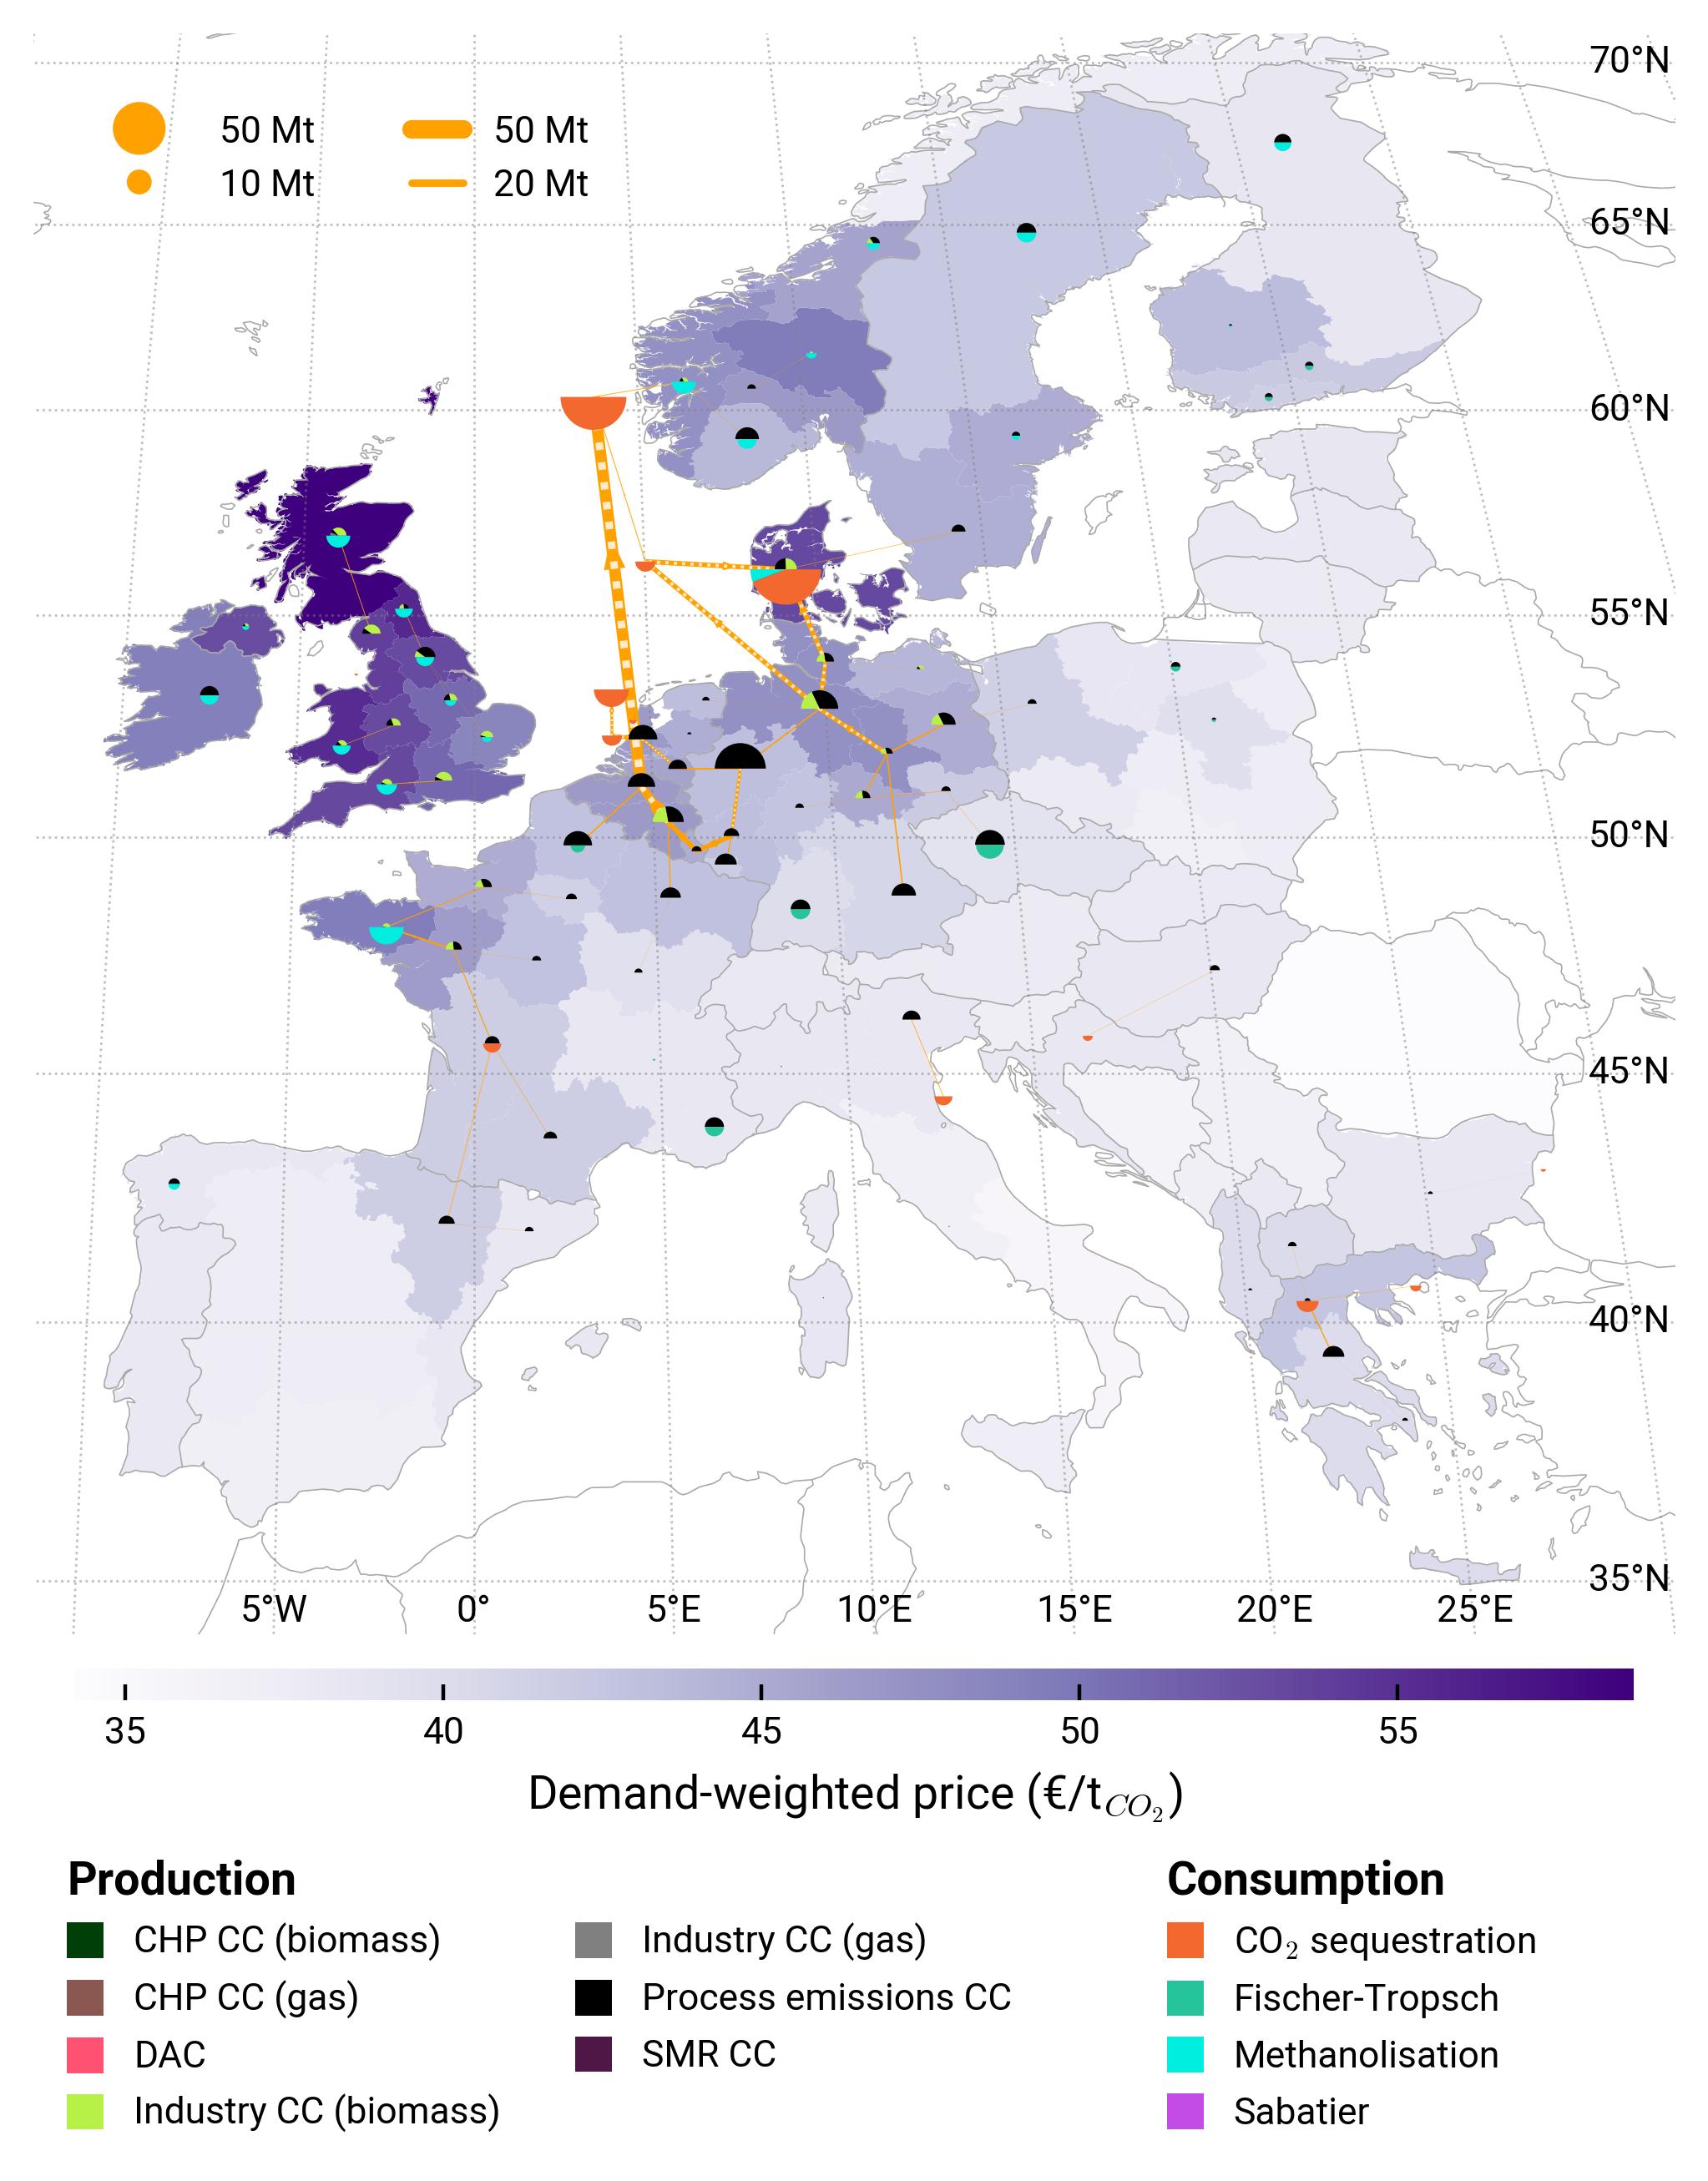 70°N
50 Mt 50 Mt
10 Mt 20 Mt
65°N
60°N
55°N
50°N
45°N
40°N
35°N
5°W 0° 5°E 10°E 15°E 20°E 25°E
35 40 45 50 55
Demand-weighted price (€/t_{CO_2})
Production Consumption
CHP CC (biomass) Industry CC (gas) CO_2 sequestration
CHP CC (gas) Process emissions CC Fischer-Tropsch
DAC SMR CC Methanolisation
Industry CC (biomass) Sabatier